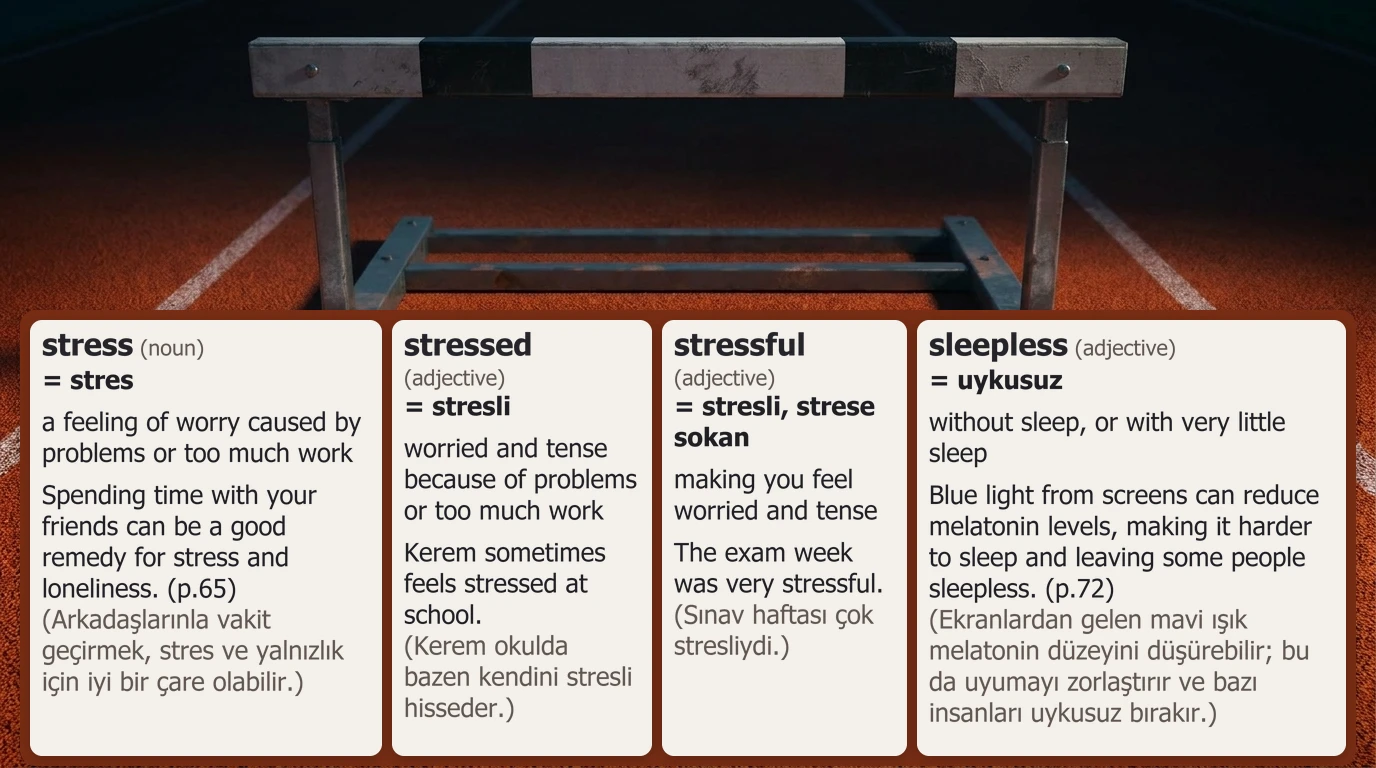 stress (noun)
= stres
a feeling of worry caused by
problems or too much work
Spending time with your
friends can be a good
remedy for stress and
loneliness. (p.65)
(Arkadaşlarınla vakit
geçirmek, stres ve yalnızlık
için iyi bir çare olabilir.)
stressed
(adjective)
= stresli
worried and tense
because of problems
or too much work
Kerem sometimes
feels stressed at
school.
(Kerem okulda
bazen kendini stresli
hisseder.)
stressful
(adjective)
= stresli, strese
sokan
making you feel
worried and tense
The exam week
was very stressful.
(Sınav haftası çok
stresliydi.)
sleepless (adjective)
= uykusuz
without sleep, or with very little
sleep
Blue light from screens can reduce
melatonin levels, making it harder
to sleep and leaving some people
sleepless. (p.72)
(Ekranlardan gelen mavi ışık
melatonin düzeyini düşürebilir; bu
da uyumayı zorlaştırır ve bazı
insanları uykusuz bırakır.)